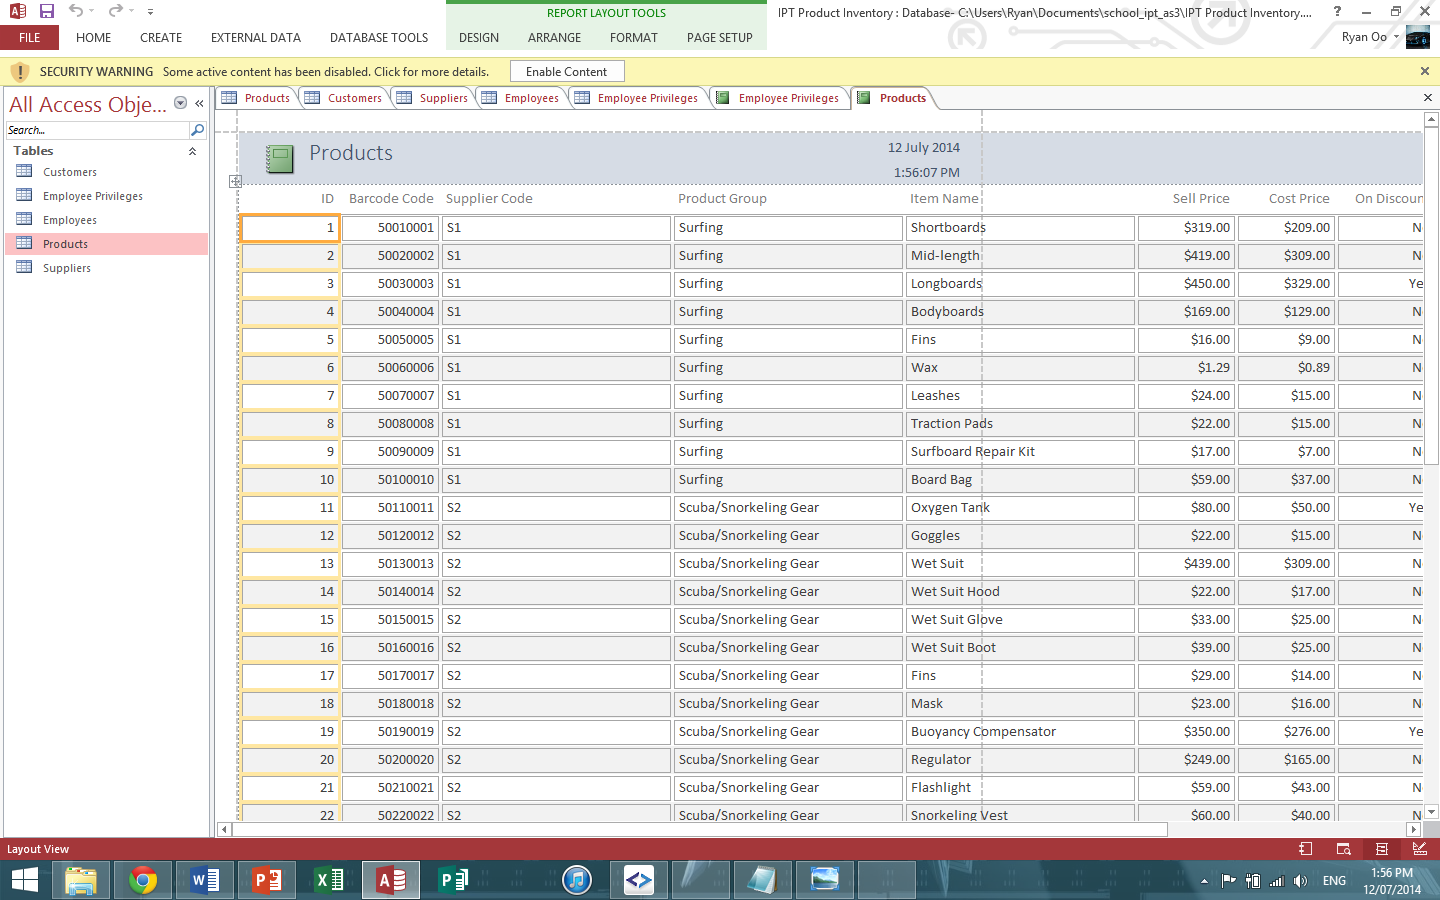 REPORT LAYOUT TOOLS
IPT Product Inventory : Database- C:\Users\Ryan\Documents\school_ipt_as3\IPT Product Inventory....
FILE HOME CREATE EXTERNAL DATA DATABASE TOOLS DESIGN ARRANGE FORMAT PAGE SETUP Ryan Oo
SECURITY WARNING Some active content has been disabled. Click for more details. Enable Content
All Access Obje...
Search...
Tables
Customers
Employee Privileges
Employees
Products
Suppliers
Products Customers Suppliers Employees Employee Privileges Employee Privileges Products
Products
12 July 2014
1:56:07 PM
ID Barcode Code Supplier Code Product Group Item Name Sell Price Cost Price On Discoun
1 50010001 S1 Surfing Shortboards $319.00 $209.00 N
2 50020002 S1 Surfing Mid-length $419.00 $309.00 N
3 50030003 S1 Surfing Longboards $450.00 $329.00 Ye
4 50040004 S1 Surfing Bodyboards $169.00 $129.00 N
5 50050005 S1 Surfing Fins $16.00 $9.00 N
6 50060006 S1 Surfing Wax $1.29 $0.89 N
7 50070007 S1 Surfing Leashes $24.00 $15.00 N
8 50080008 S1 Surfing Traction Pads $22.00 $15.00 N
9 50090009 S1 Surfing Surfboard Repair Kit $17.00 $7.00 N
10 50100010 S1 Surfing Board Bag $59.00 $37.00 N
11 50110011 S2 Scuba/Snorkeling Gear Oxygen Tank $80.00 $50.00 Ye
12 50120012 S2 Scuba/Snorkeling Gear Goggles $22.00 $15.00 N
13 50130013 S2 Scuba/Snorkeling Gear Wet Suit $439.00 $309.00 N
14 50140014 S2 Scuba/Snorkeling Gear Wet Suit Hood $22.00 $17.00 N
15 50150015 S2 Scuba/Snorkeling Gear Wet Suit Glove $33.00 $25.00 N
16 50160016 S2 Scuba/Snorkeling Gear Wet Suit Boot $39.00 $25.00 N
17 50170017 S2 Scuba/Snorkeling Gear Fins $29.00 $14.00 N
18 50180018 S2 Scuba/Snorkeling Gear Mask $23.00 $16.00 N
19 50190019 S2 Scuba/Snorkeling Gear Buoyancy Compensator $350.00 $276.00 Ye
20 50200020 S2 Scuba/Snorkeling Gear Regulator $249.00 $165.00 N
21 50210021 S2 Scuba/Snorkeling Gear Flashlight $59.00 $43.00 N
22 50220022 S2 Scuba/Snorkeling Gear Snorkeling Vest $60.00 $40.00 N
Layout View
ENG
1:56 PM
12/07/2014